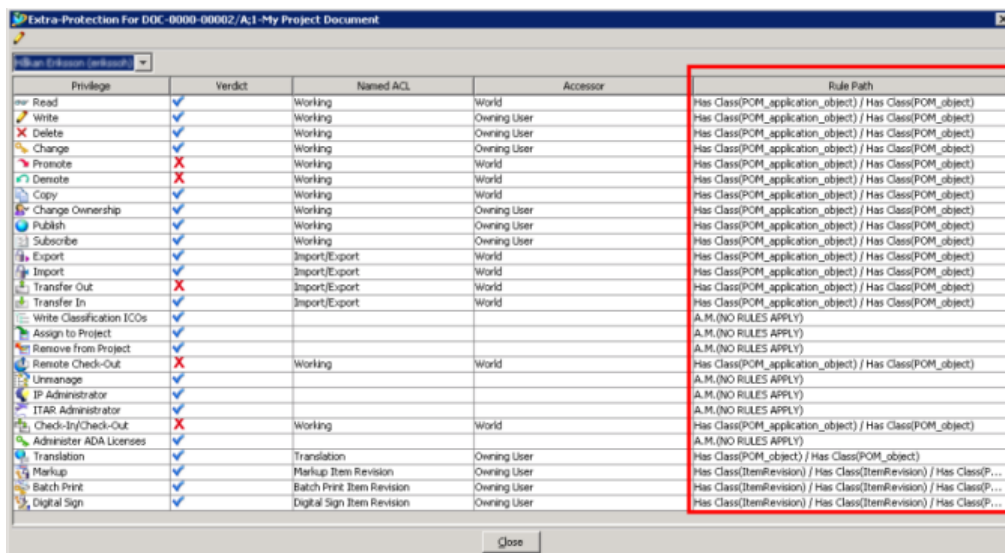 Extra-Protection For DOC-0000-00002/A;1-My Project Document
Privilege Verdict Named ACL Accessor Rule Path
Read Working World Has Class(POM_application_object) / Has Class(POM_object)
Write Working Owning User Has Class(POM_application_object) / Has Class(POM_object)
Delete Working Owning User Has Class(POM_application_object) / Has Class(POM_object)
Change Working Owning User Has Class(POM_application_object) / Has Class(POM_object)
Promote Working World Has Class(POM_application_object) / Has Class(POM_object)
Demote Working World Has Class(POM_application_object) / Has Class(POM_object)
Copy Working World Has Class(POM_application_object) / Has Class(POM_object)
Change Ownership Working Owning User Has Class(POM_application_object) / Has Class(POM_object)
Publish Working Owning User Has Class(POM_application_object) / Has Class(POM_object)
Subscribe Working Owning User Has Class(POM_application_object) / Has Class(POM_object)
Export Import/Export World Has Class(POM_application_object) / Has Class(POM_object)
Import Import/Export World Has Class(POM_application_object) / Has Class(POM_object)
Transfer Out Import/Export World Has Class(POM_application_object) / Has Class(POM_object)
Transfer In Import/Export World Has Class(POM_application_object) / Has Class(POM_object)
Write Classification ICOs A.M.(NO RULES APPLY)
Assign to Project A.M.(NO RULES APPLY)
Remove from Project A.M.(NO RULES APPLY)
Remote Check-Out Working World Has Class(POM_application_object) / Has Class(POM_object)
Unmanage A.M.(NO RULES APPLY)
IP Administrator A.M.(NO RULES APPLY)
ITAR Administrator A.M.(NO RULES APPLY)
Check-In/Check-Out Working World Has Class(POM_application_object) / Has Class(POM_object)
Administer ADA Licenses A.M.(NO RULES APPLY)
Translation Translation Owning User Has Class(POM_object) / Has Class(POM_object)
Markup Markup Item Revision Owning User Has Class(ItemRevision) / Has Class(ItemRevision) / Has Class(P...
Batch Print Batch Print Item Revision Owning User Has Class(ItemRevision) / Has Class(ItemRevision) / Has Class(P...
Digital Sign Digital Sign Item Revision Owning User Has Class(ItemRevision) / Has Class(ItemRevision) / Has Class(P...
Close